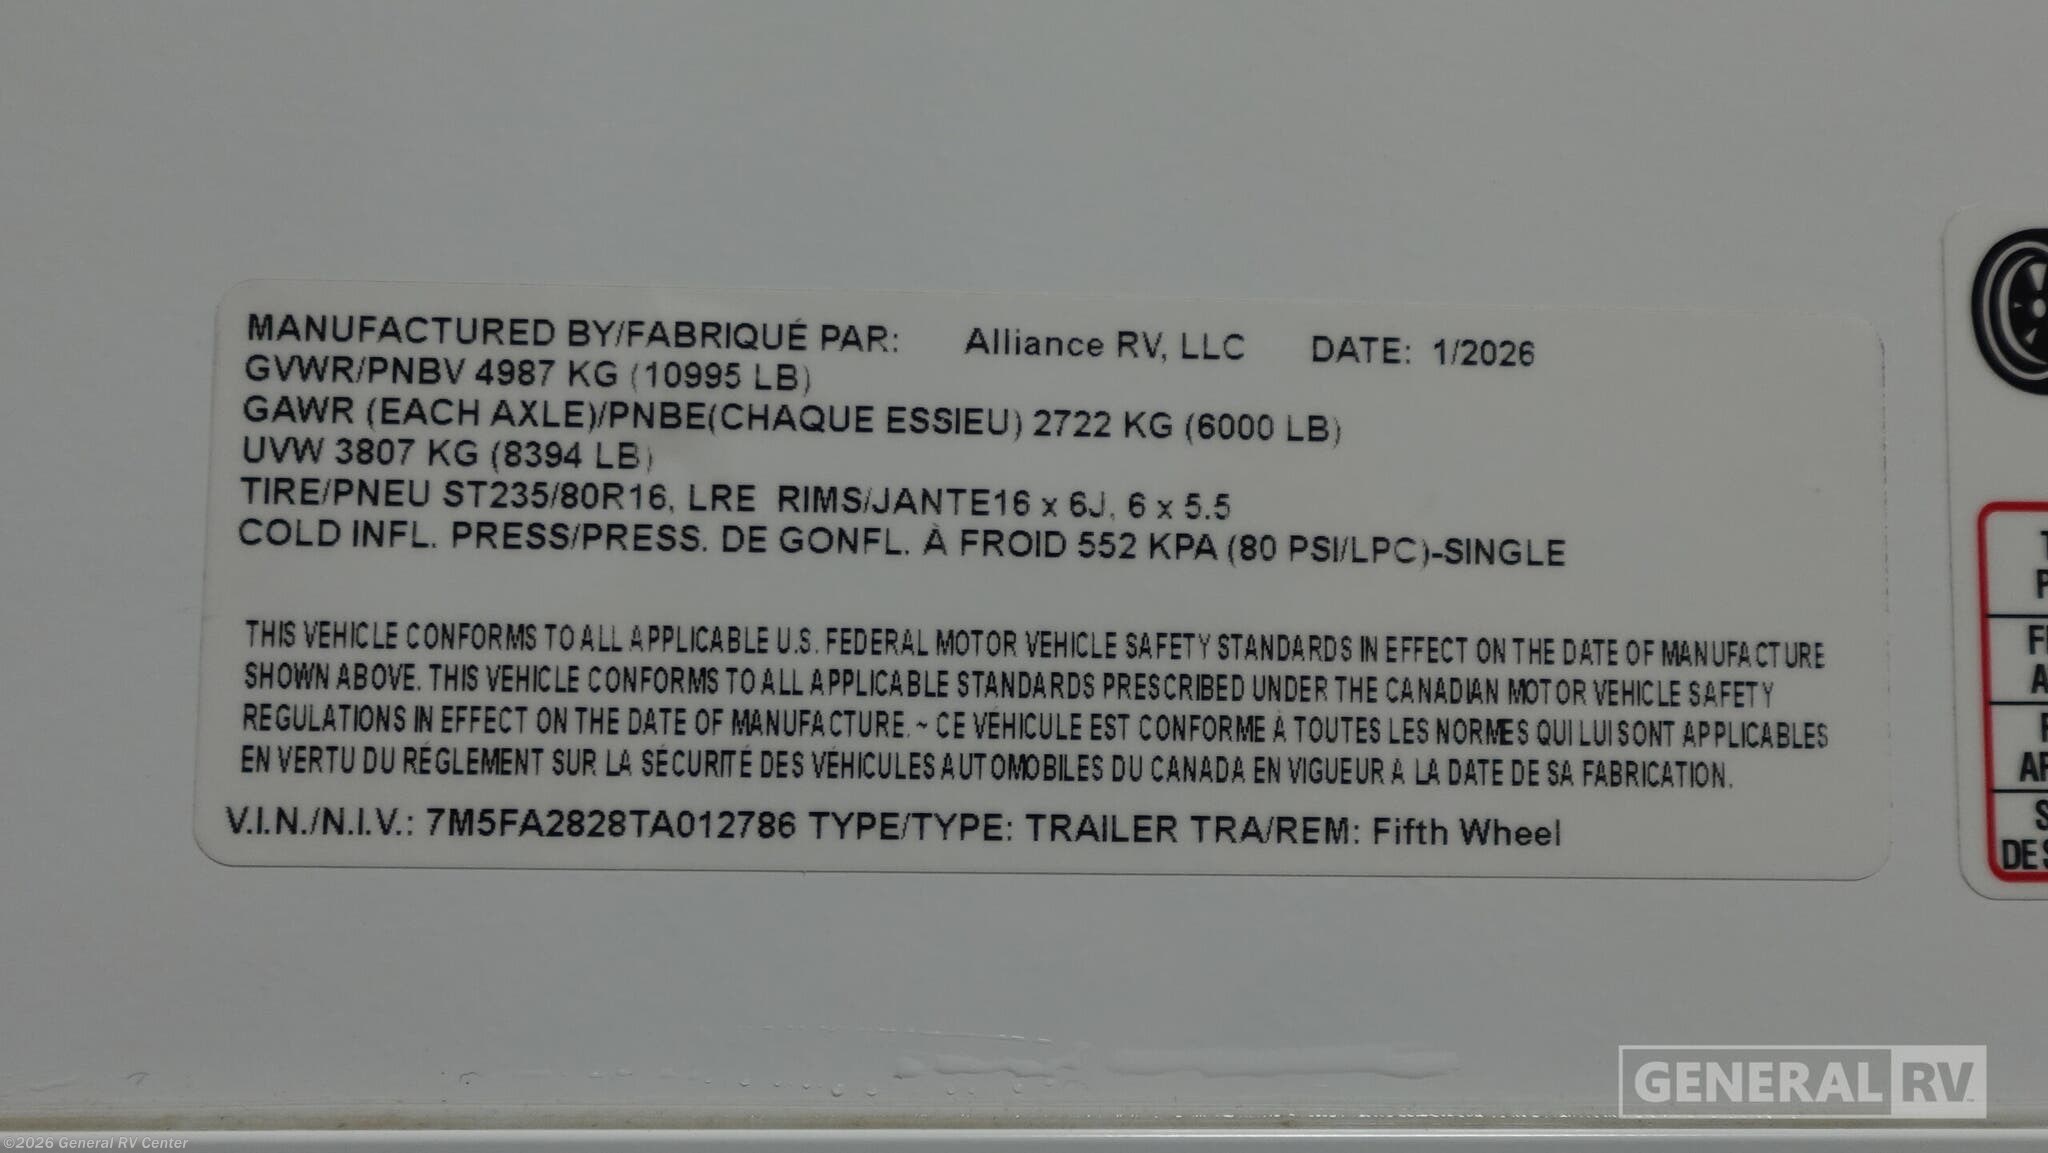 MANUFACTURED BY/FABRIQUÉ PAR: Alliance RV, LLC DATE: 1/2026
GVWR/PNBV 4987 KG (10995 LB)
GAWR (EACH AXLE)/PNBE(CHAQUE ESSIEU) 2722 KG (6000 LB)
UVW 3807 KG (8394 LB)
TIRE/PNEU ST235/80R16, LRE RIMS/JANTE16 x 6J, 6 x 5.5
COLD INFL. PRESS/PRESS. DE GONFL. À FROID 552 KPA (80 PSI/LPC)-SINGLE
THIS VEHICLE CONFORMS TO ALL APPLICABLE U.S. FEDERAL MOTOR VEHICLE SAFETY STANDARDS IN EFFECT ON THE DATE OF MANUFACTURE
SHOWN ABOVE. THIS VEHICLE CONFORMS TO ALL APPLICABLE STANDARDS PRESCRIBED UNDER THE CANADIAN MOTOR VEHICLE SAFETY
REGULATIONS IN EFFECT ON THE DATE OF MANUFACTURE. ~ CE VÉHICULE EST CONFORME À TOUTES LES NORMES QUI LUI SONT APPLICABLES
EN VERTU DU RÉGLEMENT SUR LA SÉCURITÉ DES VÉHICULES AUTOMOBILES DU CANADA EN VIGUEUR A LA DATE DE SA FABRICATION.
V.I.N./N.I.V.: 7M5FA2828TA012786 TYPE/TYPE: TRAILER TRA/REM: Fifth Wheel
GENERAL RV
©2026 General RV Center